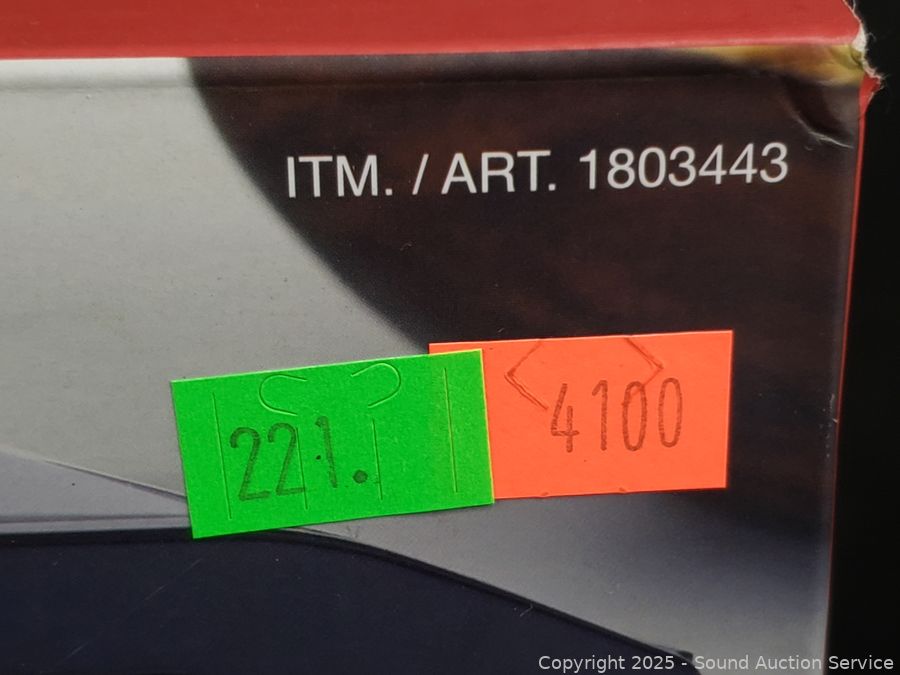 ITM. / ART. 1803443
221.
4100
Copyright © 2025 - Sound Auction Service